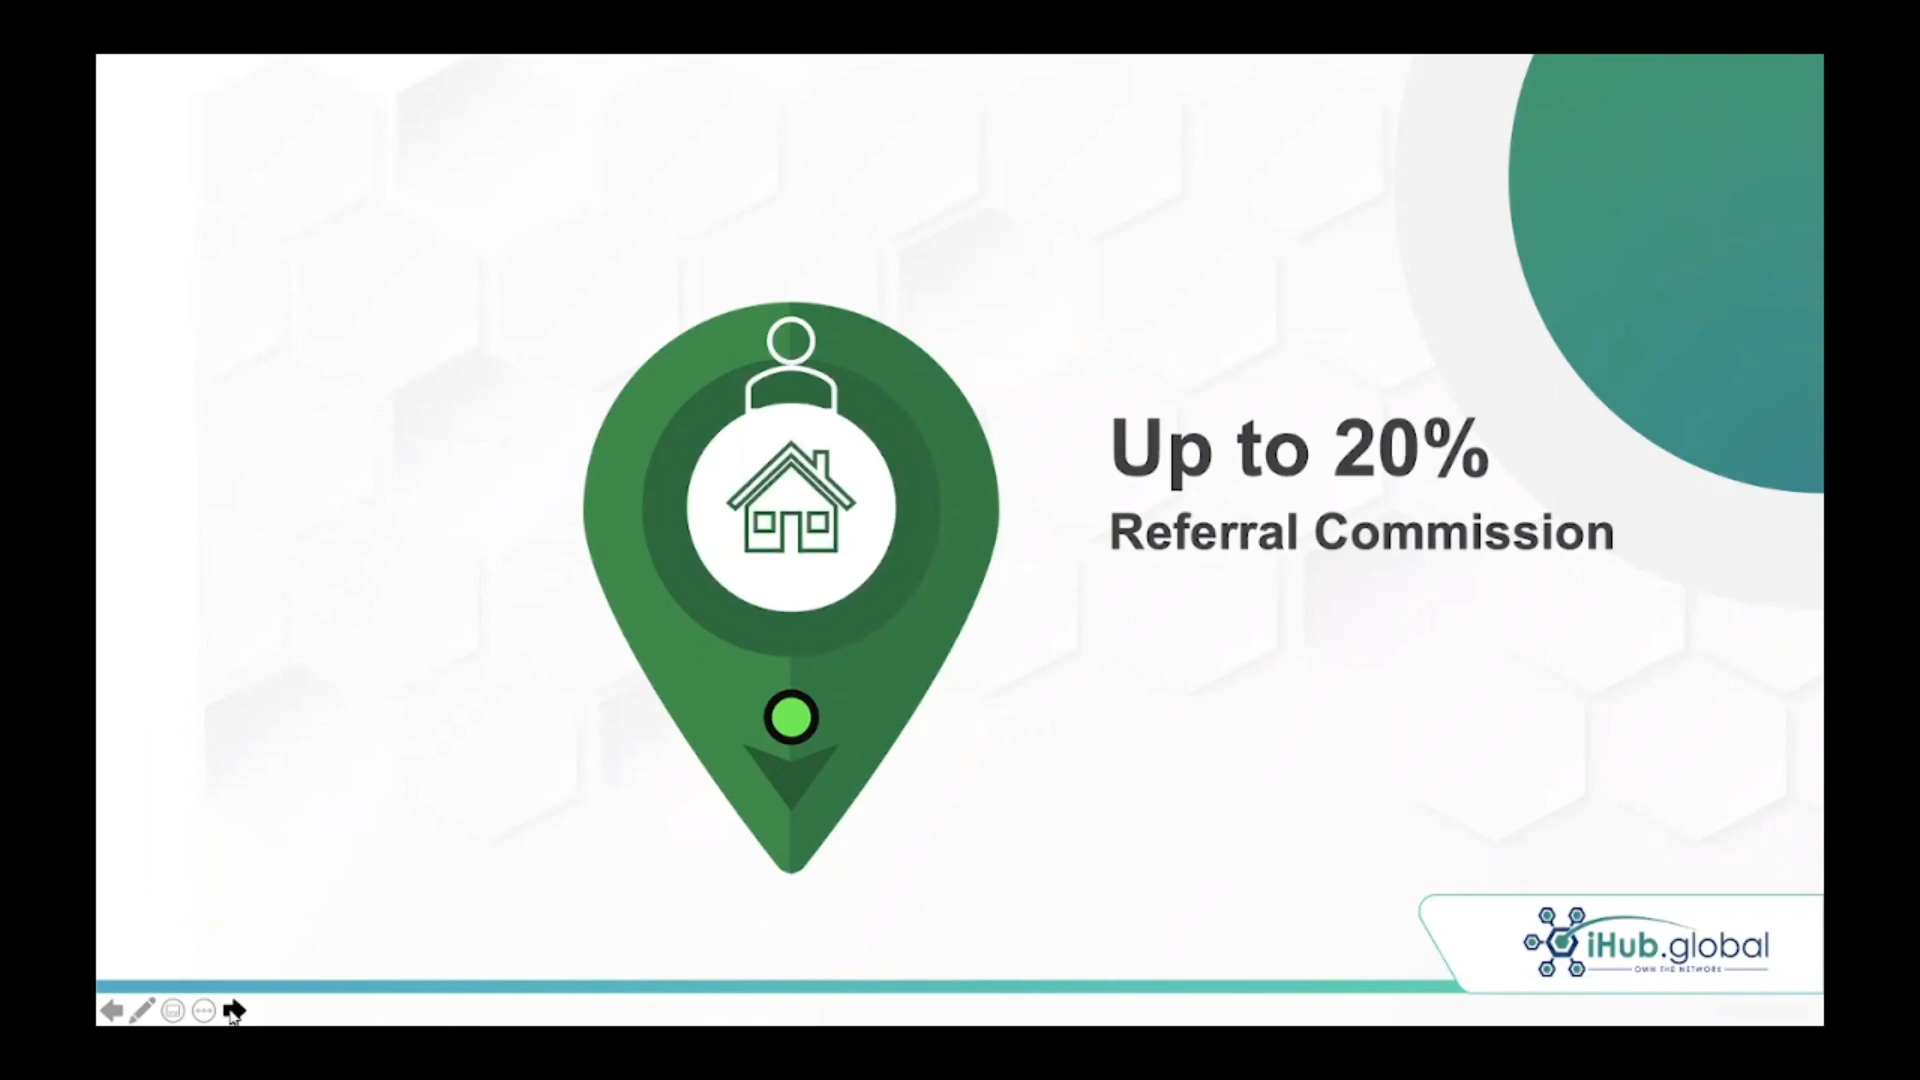 Up to 20%
Referral Commission
iHub.global
OWN THE NETWORK